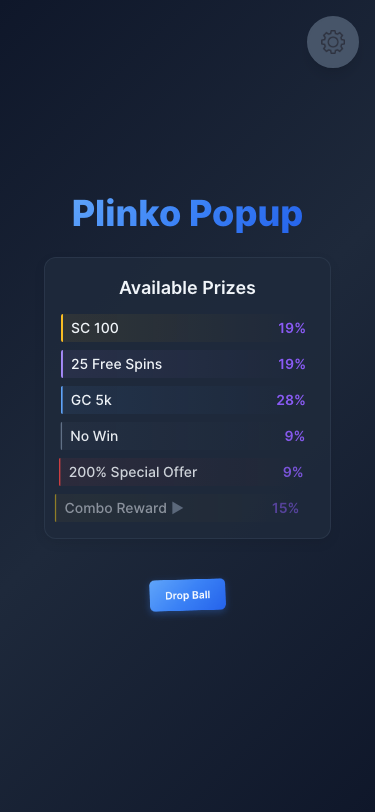 Plinko Popup
Available Prizes
SC 100 19%
25 Free Spins 19%
GC 5k 28%
No Win 9%
200% Special Offer 9%
Combo Reward ▶ 15%
Drop Ball